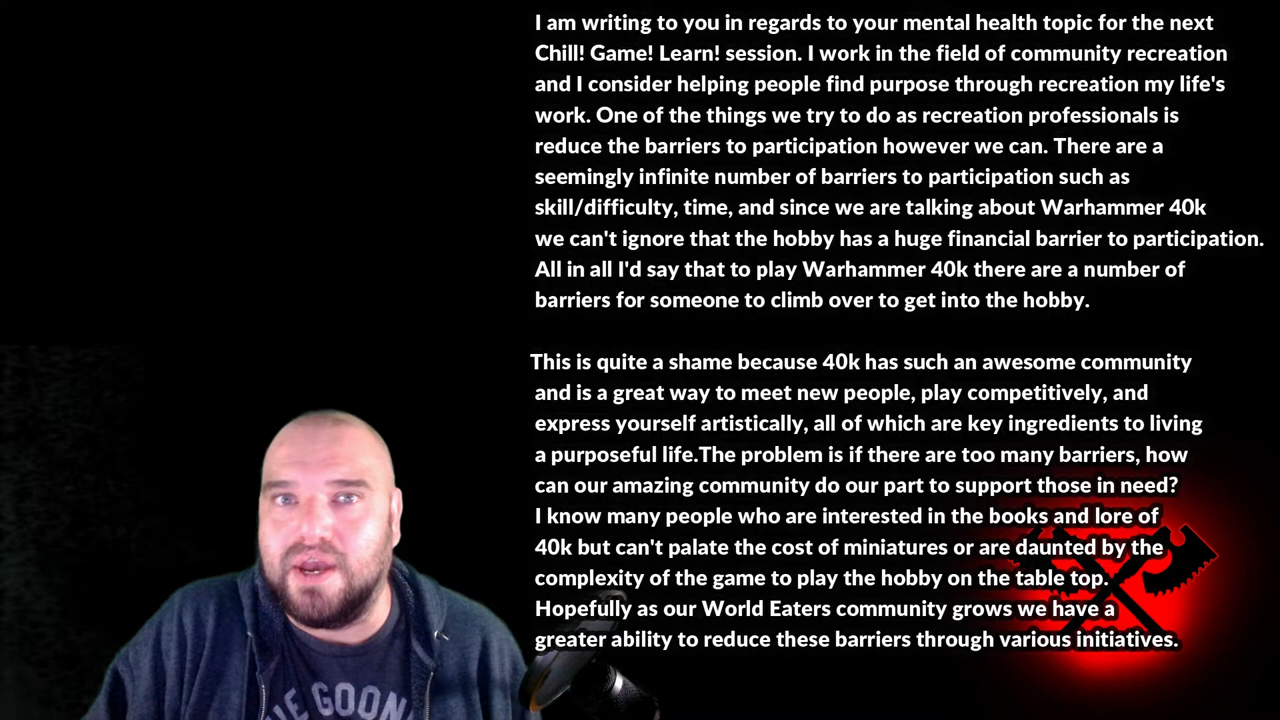 I am writing to you in regards to your mental health topic for the next
Chill! Game! Learn! session. I work in the field of community recreation
and I consider helping people find purpose through recreation my life's
work. One of the things we try to do as recreation professionals is
reduce the barriers to participation however we can. There are a
seemingly infinite number of barriers to participation such as
skill/difficulty, time, and since we are talking about Warhammer 40k
we can't ignore that the hobby has a huge financial barrier to participation.
All in all I'd say that to play Warhammer 40k there are a number of
barriers for someone to climb over to get into the hobby.
This is quite a shame because 40k has such an awesome community
and is a great way to meet new people, play competitively, and
express yourself artistically, all of which are key ingredients to living
a purposeful life.The problem is if there are too many barriers, how
can our amazing community do our part to support those in need?
I know many people who are interested in the books and lore of
40k but can't palate the cost of miniatures or are daunted by the
complexity of the game to play the hobby on the table top.
Hopefully as our World Eaters community grows we have a
greater ability to reduce these barriers through various initiatives.
GOON